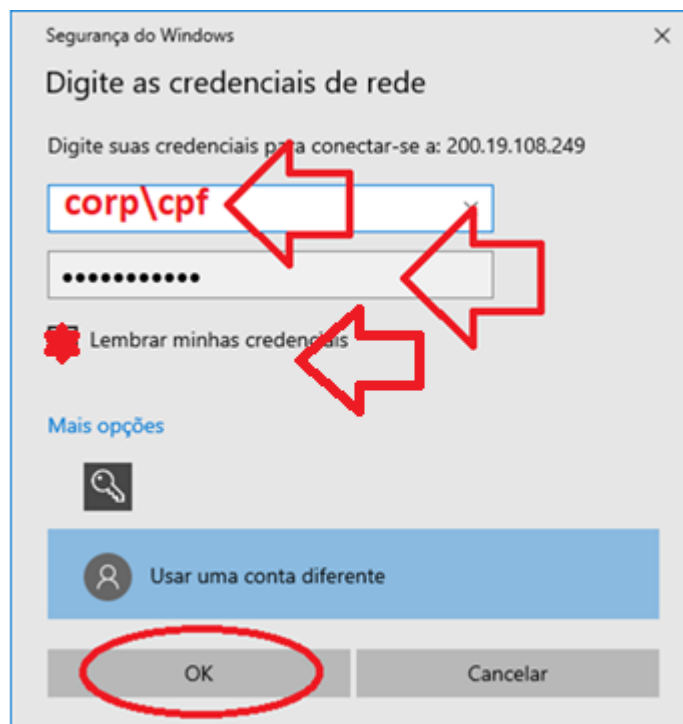 Segurança do Windows
Digite as credenciais de rede
Digite suas credenciais para conectar-se a: 200.19.108.249
corp\cpf
•••••••••••
Lembrar minhas credenciais
Mais opções
Usar uma conta diferente
OK Cancelar